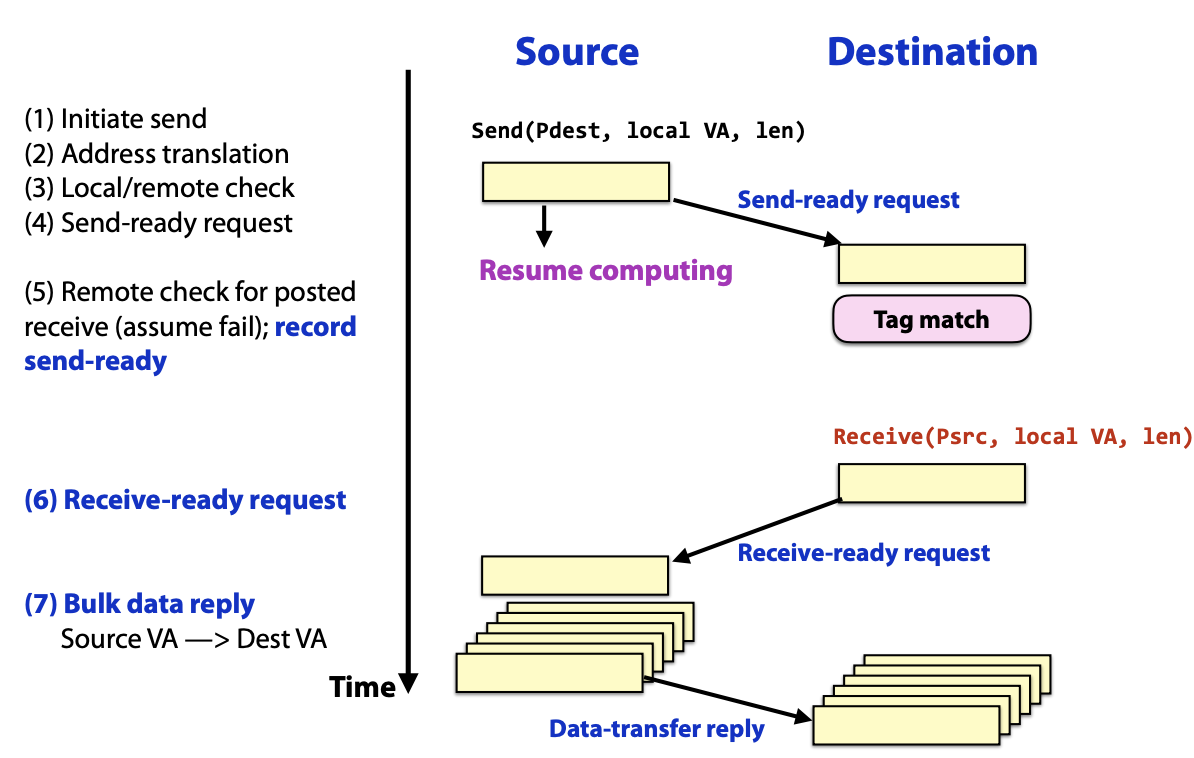 Source
Destination
(1) Initiate send
(2) Address translation
(3) Local/remote check
(4) Send-ready request
Send(Pdest, local VA, len)
Send-ready request
Resume computing
(5) Remote check for posted
receive (assume fail); record
send-ready
Tag match
Receive(Psrc, local VA, len)
(6) Receive-ready request
Receive-ready request
(7) Bulk data reply
Source VA —> Dest VA
Time
Data-transfer reply